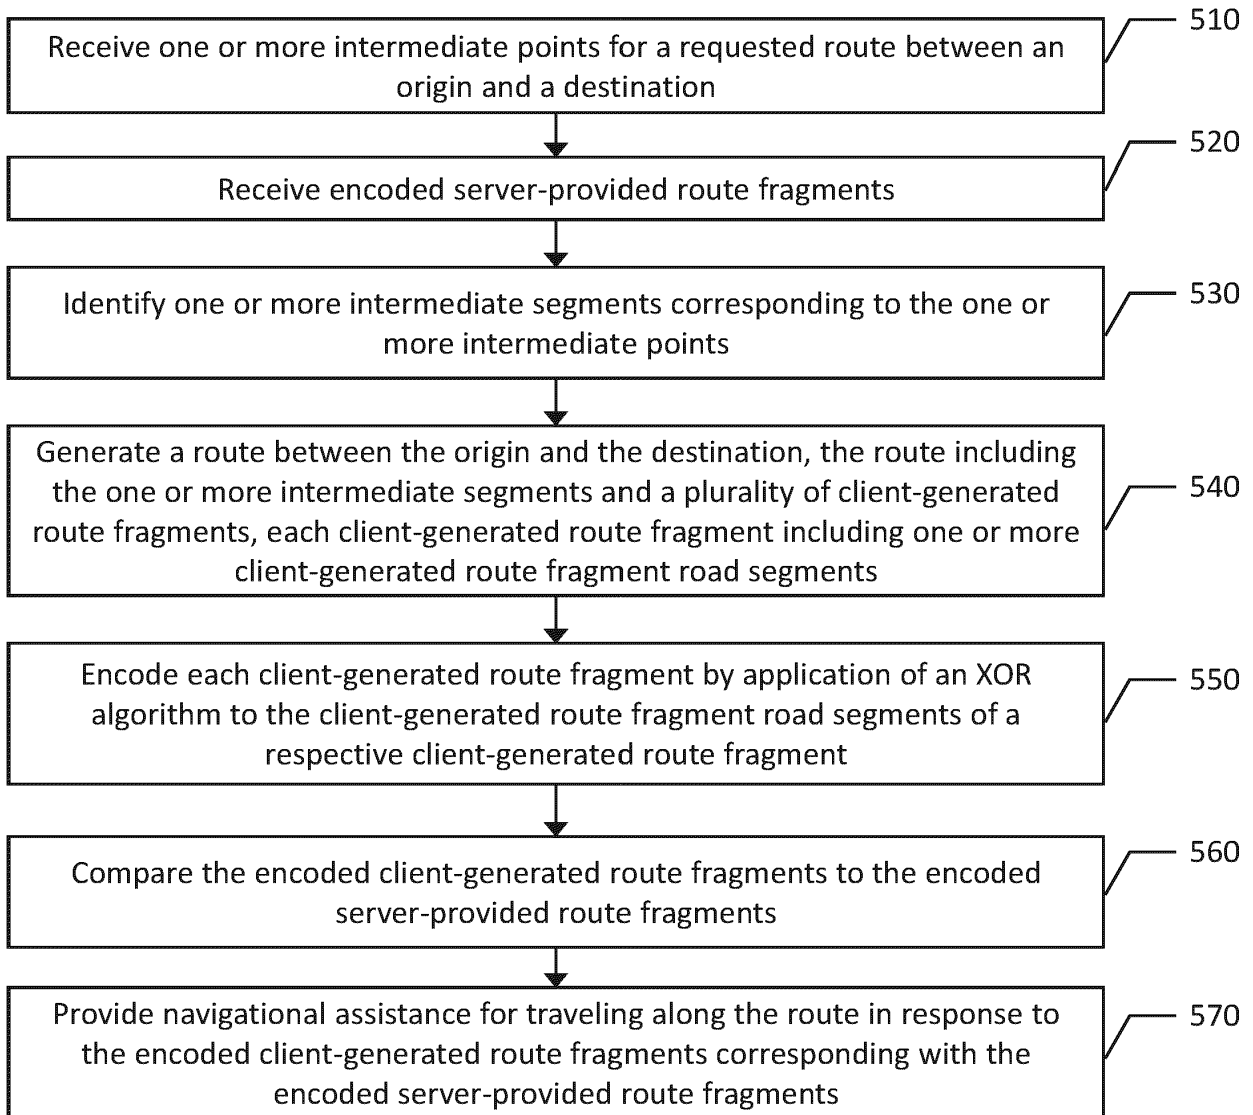 Receive one or more intermediate points for a requested route between an
origin and a destination
510
Receive encoded server-provided route fragments
520
Identify one or more intermediate segments corresponding to the one or
more intermediate points
530
Generate a route between the origin and the destination, the route including
the one or more intermediate segments and a plurality of client-generated
route fragments, each client-generated route fragment including one or more
client-generated route fragment road segments
540
Encode each client-generated route fragment by application of an XOR
algorithm to the client-generated route fragment road segments of a
respective client-generated route fragment
550
Compare the encoded client-generated route fragments to the encoded
server-provided route fragments
560
Provide navigational assistance for traveling along the route in response to
the encoded client-generated route fragments corresponding with the
encoded server-provided route fragments
570